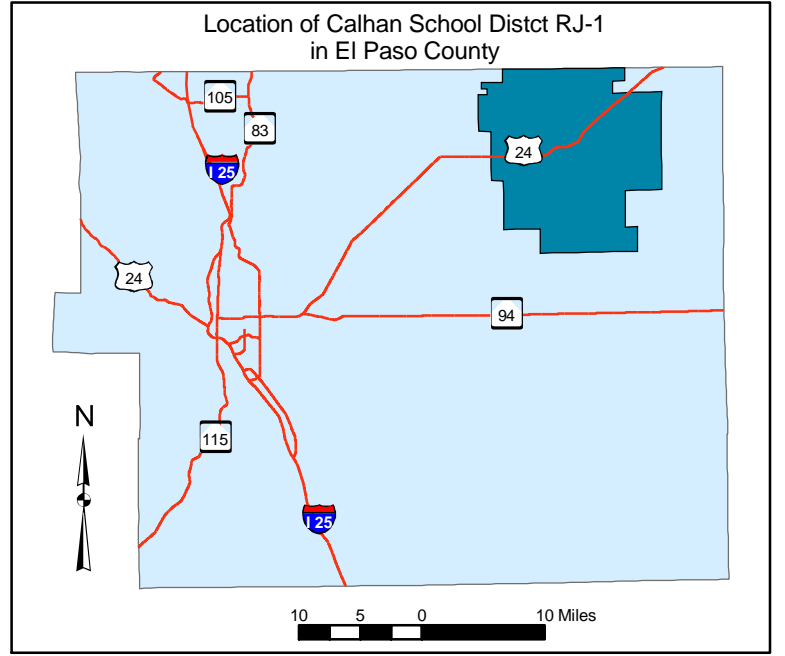 Location of Calhan School Distct RJ-1
in El Paso County
105
83
I 25
24
24
94
N
115
I 25
10 5 0 10 Miles